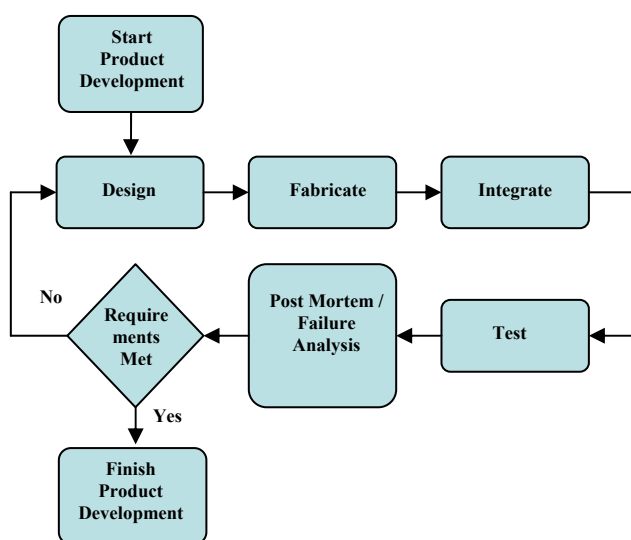 Start
Product
Development
Design
Fabricate
Integrate
No
Require
ments
Met
Post Mortem /
Failure
Analysis
Test
Yes
Finish
Product
Development